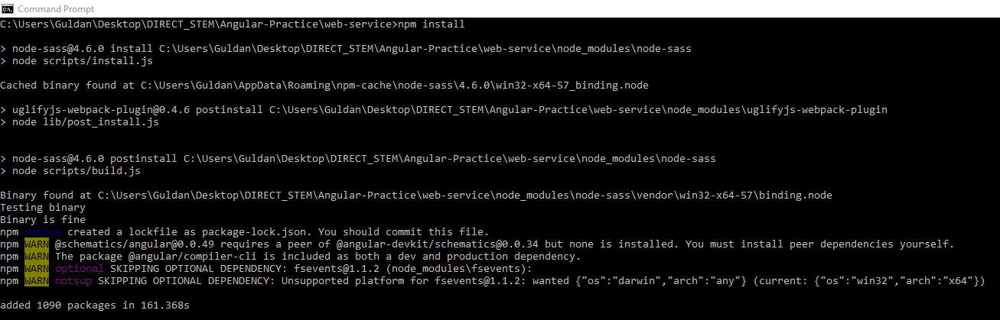 Command Prompt
C:\Users\Guldan\Desktop\DIRECT_STEM\Angular-Practice\web-service>npm install
> node-sass@4.6.0 install C:\Users\Guldan\Desktop\DIRECT_STEM\Angular-Practice\web-service\node_modules\node-sass
> node scripts/install.js
Cached binary found at C:\Users\Guldan\AppData\Roaming\npm-cache\node-sass\4.6.0\win32-x64-57_binding.node
> uglifyjs-webpack-plugin@0.4.6 postinstall C:\Users\Guldan\Desktop\DIRECT_STEM\Angular-Practice\web-service\node_modules\uglifyjs-webpack-plugin
> node lib/post_install.js
> node-sass@4.6.0 postinstall C:\Users\Guldan\Desktop\DIRECT_STEM\Angular-Practice\web-service\node_modules\node-sass
> node scripts/build.js
Binary found at C:\Users\Guldan\Desktop\DIRECT_STEM\Angular-Practice\web-service\node_modules\node-sass\vendor\win32-x64-57\binding.node
Testing binary
Binary is fine
npm notice created a lockfile as package-lock.json. You should commit this file.
npm WARN @schematics/angular@0.0.49 requires a peer of @angular-devkit/schematics@0.0.34 but none is installed. You must install peer dependencies yourself.
npm WARN The package @angular/compiler-cli is included as both a dev and production dependency.
npm WARN optional SKIPPING OPTIONAL DEPENDENCY: fsevents@1.1.2 (node_modules\fsevents):
npm WARN notsup SKIPPING OPTIONAL DEPENDENCY: Unsupported platform for fsevents@1.1.2: wanted {"os":"darwin","arch":"any"} (current: {"os":"win32","arch":"x64"})
added 1090 packages in 161.368s